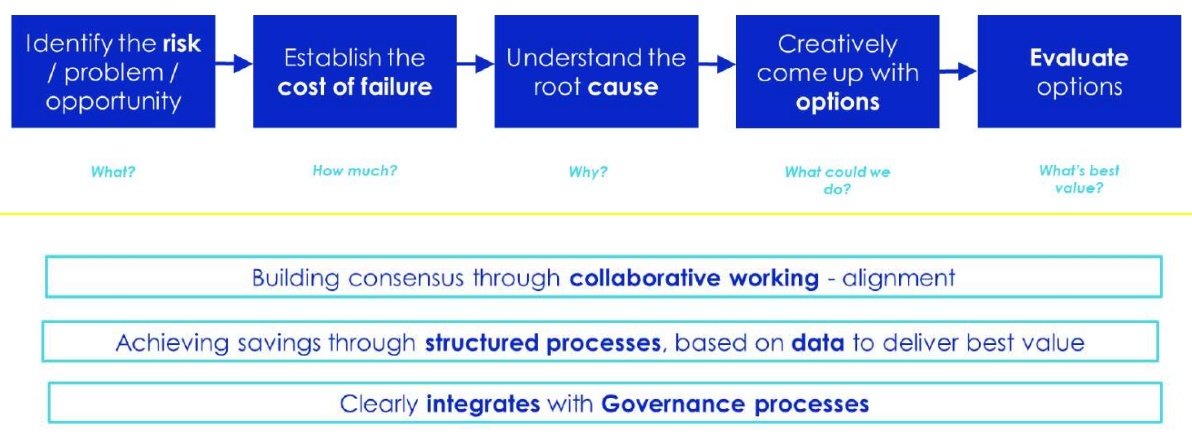 Identify the risk
/ problem /
opportunity
Establish the
cost of failure
Understand the
root cause
Creatively
come up with
options
Evaluate
options
What?
How much?
Why?
What could we
do?
What's best
value?
Building consensus through collaborative working - alignment
Achieving savings through structured processes, based on data to deliver best value
Clearly integrates with Governance processes